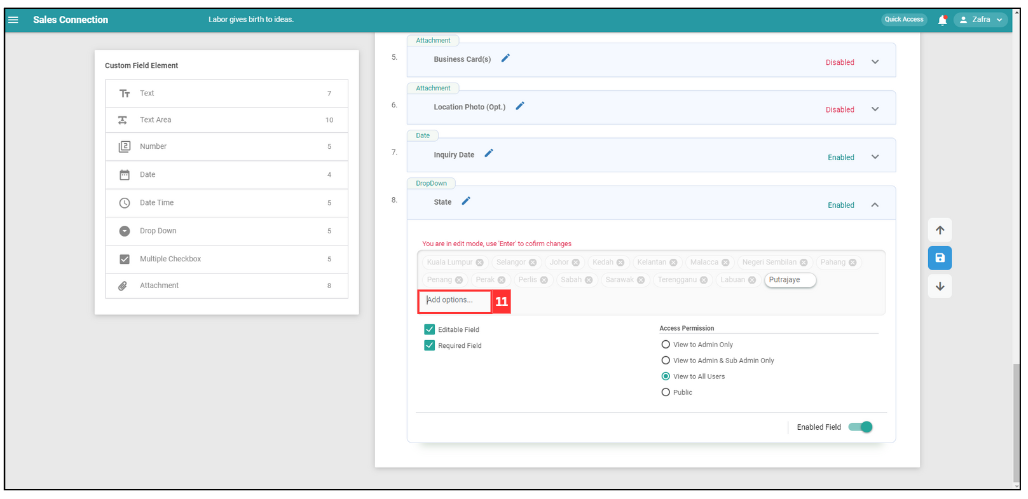 Sales Connection
Labor gives birth to ideas.
Quick Access
Zafra
Custom Field Element
Text 7
Text Area 10
Number 5
Date 4
Date Time 5
Drop Down 5
Multiple Checkbox 5
Attachment 8
Attachment
5. Business Card(s) Disabled
Attachment
6. Location Photo (Opt.) Disabled
Date
7. Inquiry Date Enabled
DropDown
8. State Enabled
You are in edit mode, use 'Enter' to cofirm changes
Kuala Lumpur Selangor Johor Kedah Kelantan Malacca Negeri Sembilan Pahang
Penang Perak Perlis Sabah Sarawak Terengganu Labuan Putrajaye
Add options... 11
Editable Field
Required Field
Access Permission
View to Admin Only
View to Admin & Sub Admin Only
View to All Users
Public
Enabled Field